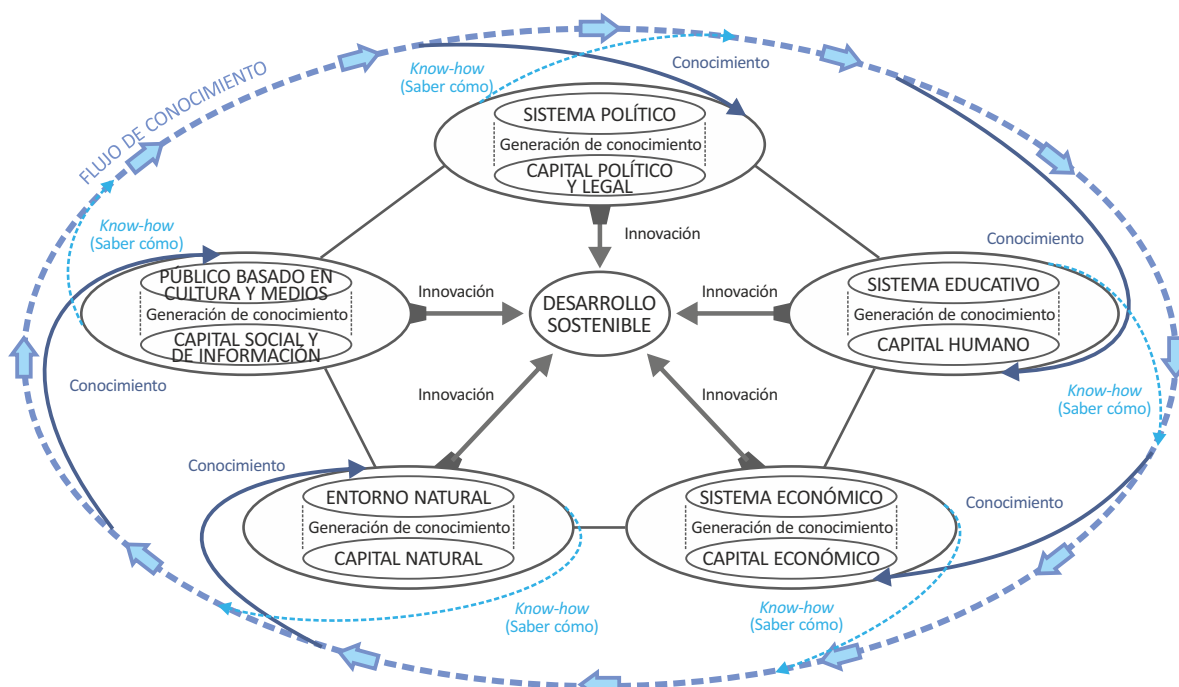 FLUJO DE CONOCIMIENTO
Know-how
(Saber cómo)
Conocimiento
SISTEMA POLÍTICO
Generación de conocimiento
CAPITAL POLÍTICO
Y LEGAL
Innovación
Know-how
(Saber cómo)
PÚBLICO BASADO EN
CULTURA Y MEDIOS
Generación de conocimiento
CAPITAL SOCIAL Y
DE INFORMACIÓN
Conocimiento
Innovación
DESARROLLO
SOSTENIBLE
Innovación
Conocimiento
SISTEMA EDUCATIVO
Generación de conocimiento
CAPITAL HUMANO
Know-how
(Saber cómo)
Innovación
Innovación
Conocimiento
ENTORNO NATURAL
Generación de conocimiento
CAPITAL NATURAL
Know-how
(Saber cómo)
SISTEMA ECONÓMICO
Generación de conocimiento
CAPITAL ECONÓMICO
Conocimiento
Know-how
(Saber cómo)